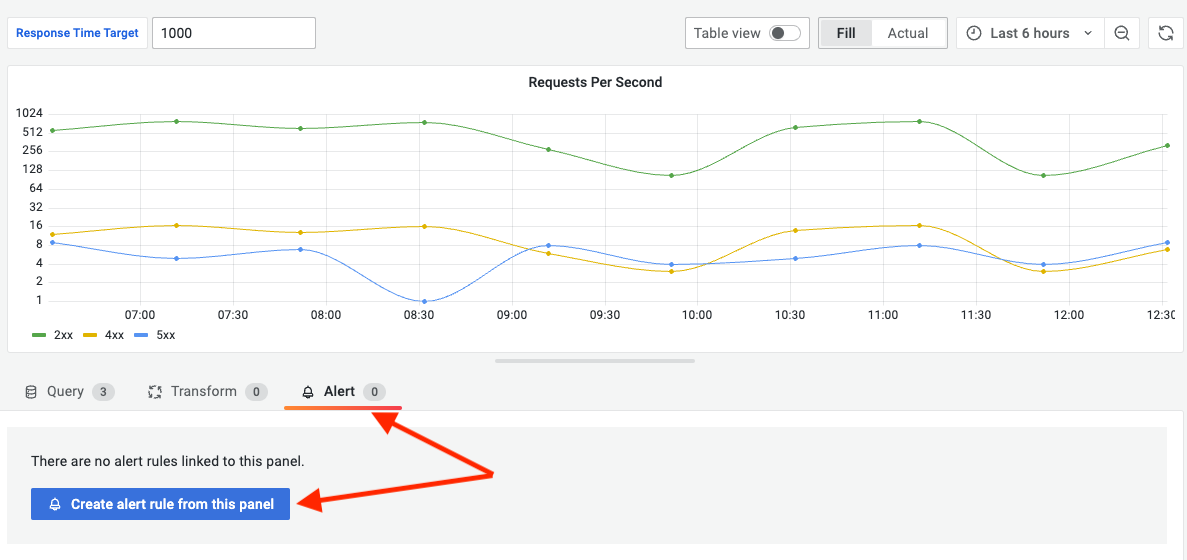 Response Time Target 1000 Table view Fill Actual Last 6 hours
Requests Per Second
1024
512
256
128
64
32
16
8
4
2
1
07:00 07:30 08:00 08:30 09:00 09:30 10:00 10:30 11:00 11:30 12:00 12:30
2xx 4xx 5xx
Query 3 Transform 0 Alert 0
There are no alert rules linked to this panel.
Create alert rule from this panel